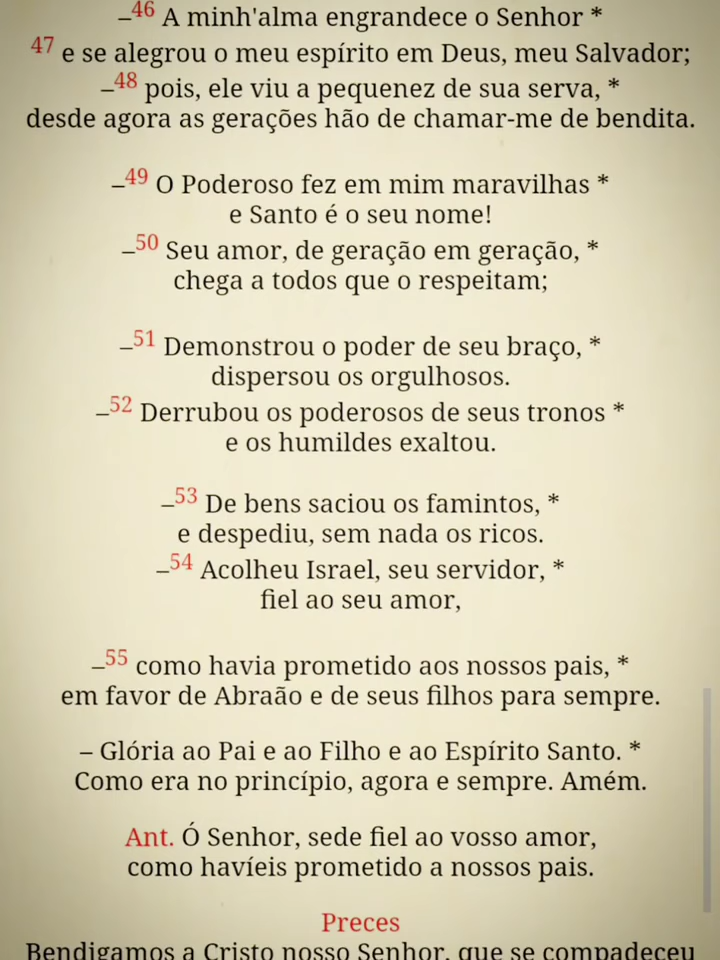 –46 A minh'alma engrandece o Senhor *
47 e se alegrou o meu espírito em Deus, meu Salvador;
–48 pois, ele viu a pequenez de sua serva, *
desde agora as gerações hão de chamar-me de bendita.
–49 O Poderoso fez em mim maravilhas *
e Santo é o seu nome!
–50 Seu amor, de geração em geração, *
chega a todos que o respeitam;
–51 Demonstrou o poder de seu braço, *
dispersou os orgulhosos.
–52 Derrubou os poderosos de seus tronos *
e os humildes exaltou.
–53 De bens saciou os famintos, *
e despediu, sem nada os ricos.
–54 Acolheu Israel, seu servidor, *
fiel ao seu amor,
–55 como havia prometido aos nossos pais, *
em favor de Abraão e de seus filhos para sempre.
– Glória ao Pai e ao Filho e ao Espírito Santo. *
Como era no princípio, agora e sempre. Amém.
Ant. Ó Senhor, sede fiel ao vosso amor,
como havíeis prometido a nossos pais.
Preces
Bendigamos a Cristo nosso Senhor, que se compadeceu